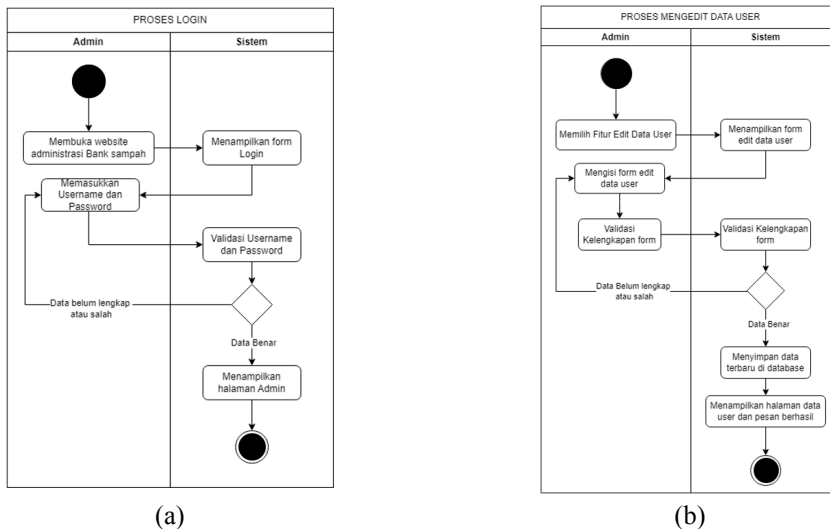 PROSES LOGIN
Admin
Sistem
Membuka website
administrasi Bank sampah
Menampilkan form
Login
Memasukkan
Username dan
Password
Validasi Username
dan Password
Data belum lengkap
atau salah
Data Benar
Menampilkan
halaman Admin
(a)
PROSES MENGEDIT DATA USER
Admin
Sistem
Memilih Fitur Edit Data User
Menampilkan form
edit data user
Mengisi form edit
data user
Validasi
Kelengkapan form
Validasi Kelengkapan
form
Data Belum lengkap
atau salah
Data Benar
Menyimpan data
terbaru di database
Menampilkan halaman data
user dan pesan berhasil
(b)